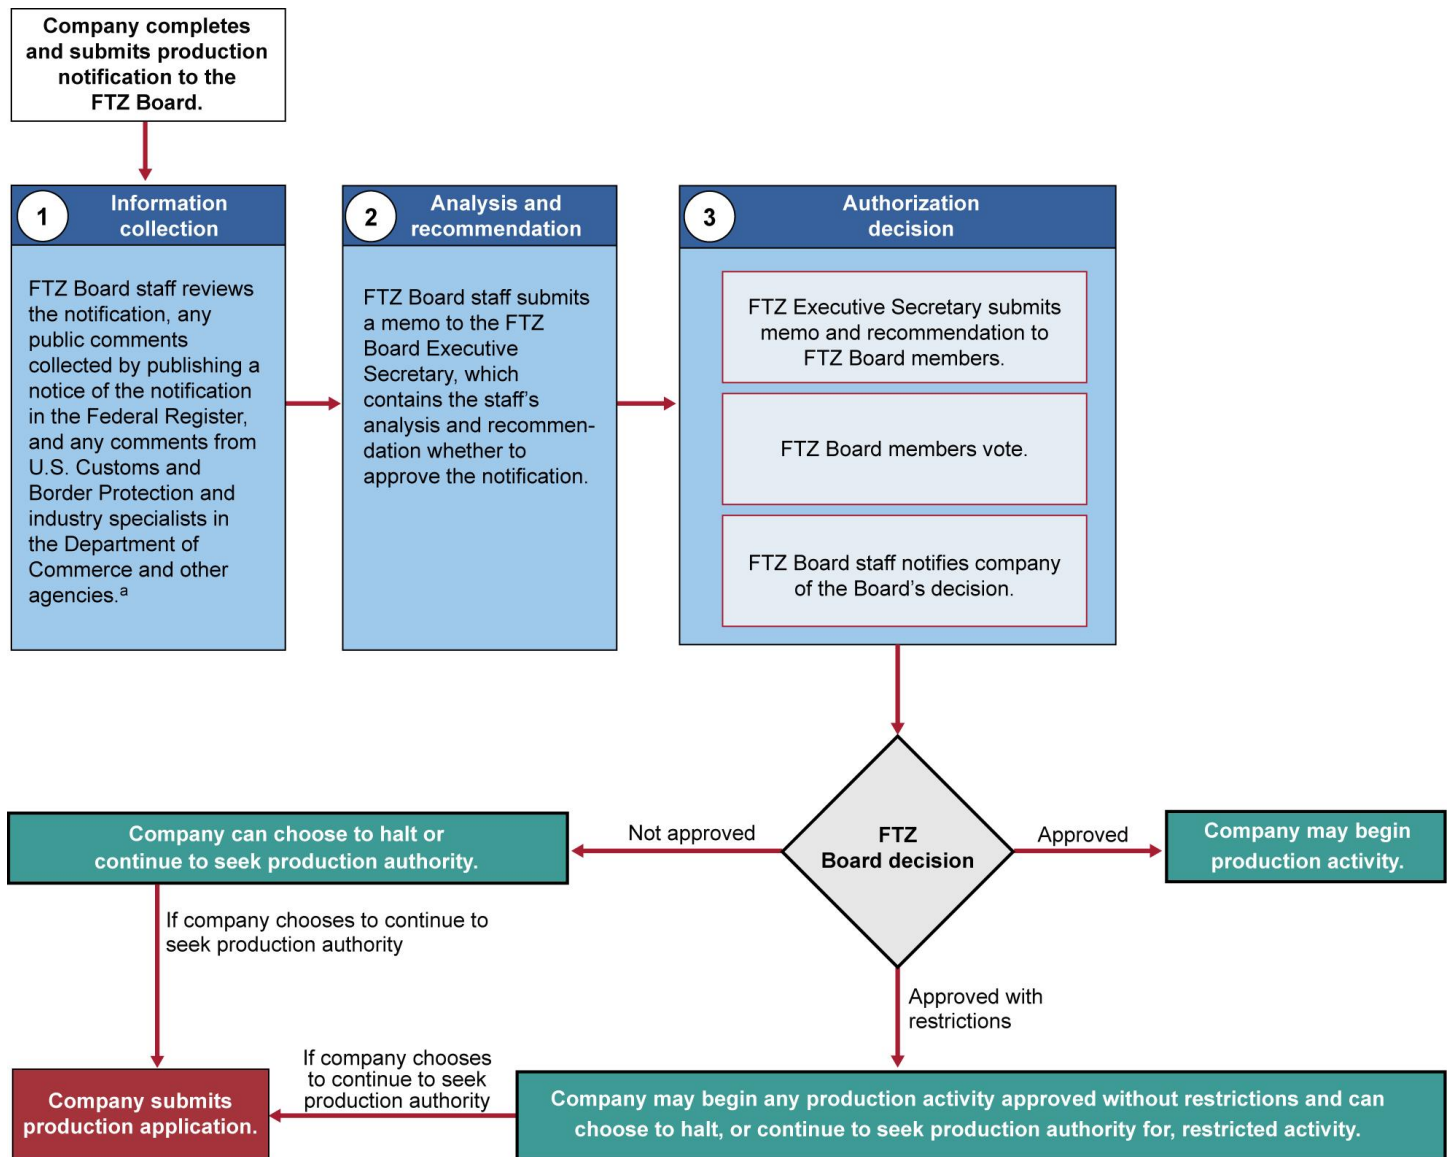 Company completes
and submits production
notification to the
FTZ Board.
1
Information
collection
FTZ Board staff reviews
the notification, any
public comments
collected by publishing a
notice of the notification
in the Federal Register,
and any comments from
U.S. Customs and
Border Protection and
industry specialists in
the Department of
Commerce and other
agencies.a
2
Analysis and
recommendation
FTZ Board staff submits
a memo to the FTZ
Board Executive
Secretary, which
contains the staff’s
analysis and recommen-
dation whether to
approve the notification.
3
Authorization
decision
FTZ Executive Secretary submits
memo and recommendation to
FTZ Board members.
FTZ Board members vote.
FTZ Board staff notifies company
of the Board’s decision.
FTZ
Board decision
Not approved
Approved
Approved with
restrictions
Company can choose to halt or
continue to seek production authority.
Company may begin
production activity.
If company chooses to continue to
seek production authority
If company chooses
to continue to seek
production authority
Company submits
production application.
Company may begin any production activity approved without restrictions and can
choose to halt, or continue to seek production authority for, restricted activity.